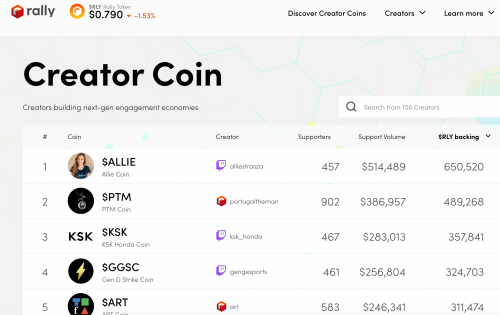 rally
$RLY Rally Token
$0.790 -1.53%
Discover Creator Coins
Creators
Learn more
Creator Coin
Creators building next-gen engagement economies
Search from 106 Creators
# Coin Creator Supporters Support Volume $RLY backing
1 $ALLIE alliestrasza 457 $514,489 650,520
Allie Coin
2 $PTM portugaltheman 902 $386,957 489,268
PTM Coin
3 KSK $KSK ksk_honda 467 $283,013 357,841
KSK Honda Coin
4 $GGSC gengesports 461 $256,804 324,703
Gen G Strike Coin
5 $ART art 583 $246,341 311,474
ART Coin